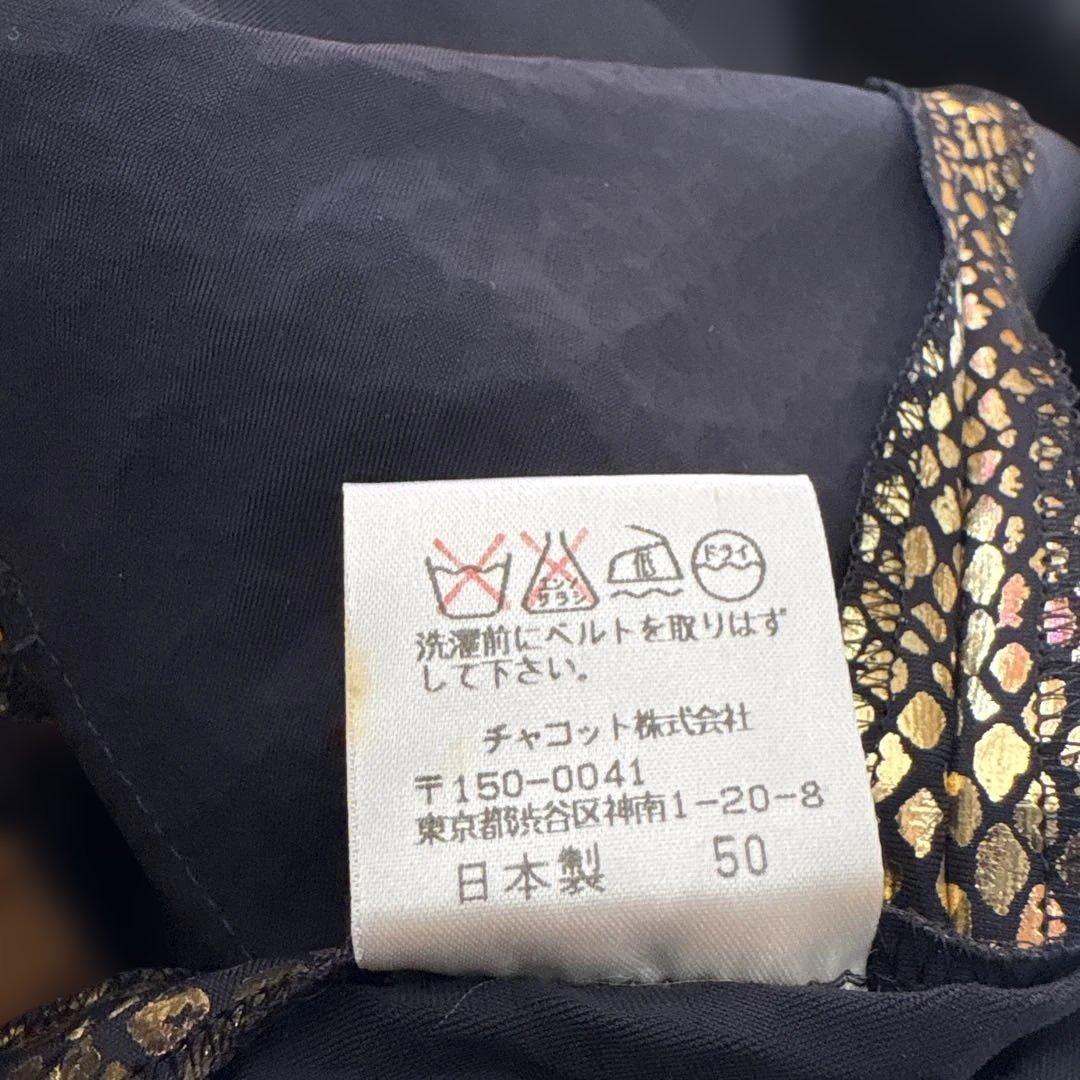 エンソ
サラシ
低
ドライ
洗濯前にベルトを取りはず
して下さい。
チャコット株式会社
〒150-0041
東京都渋谷区神南1-20-8
日本製 50